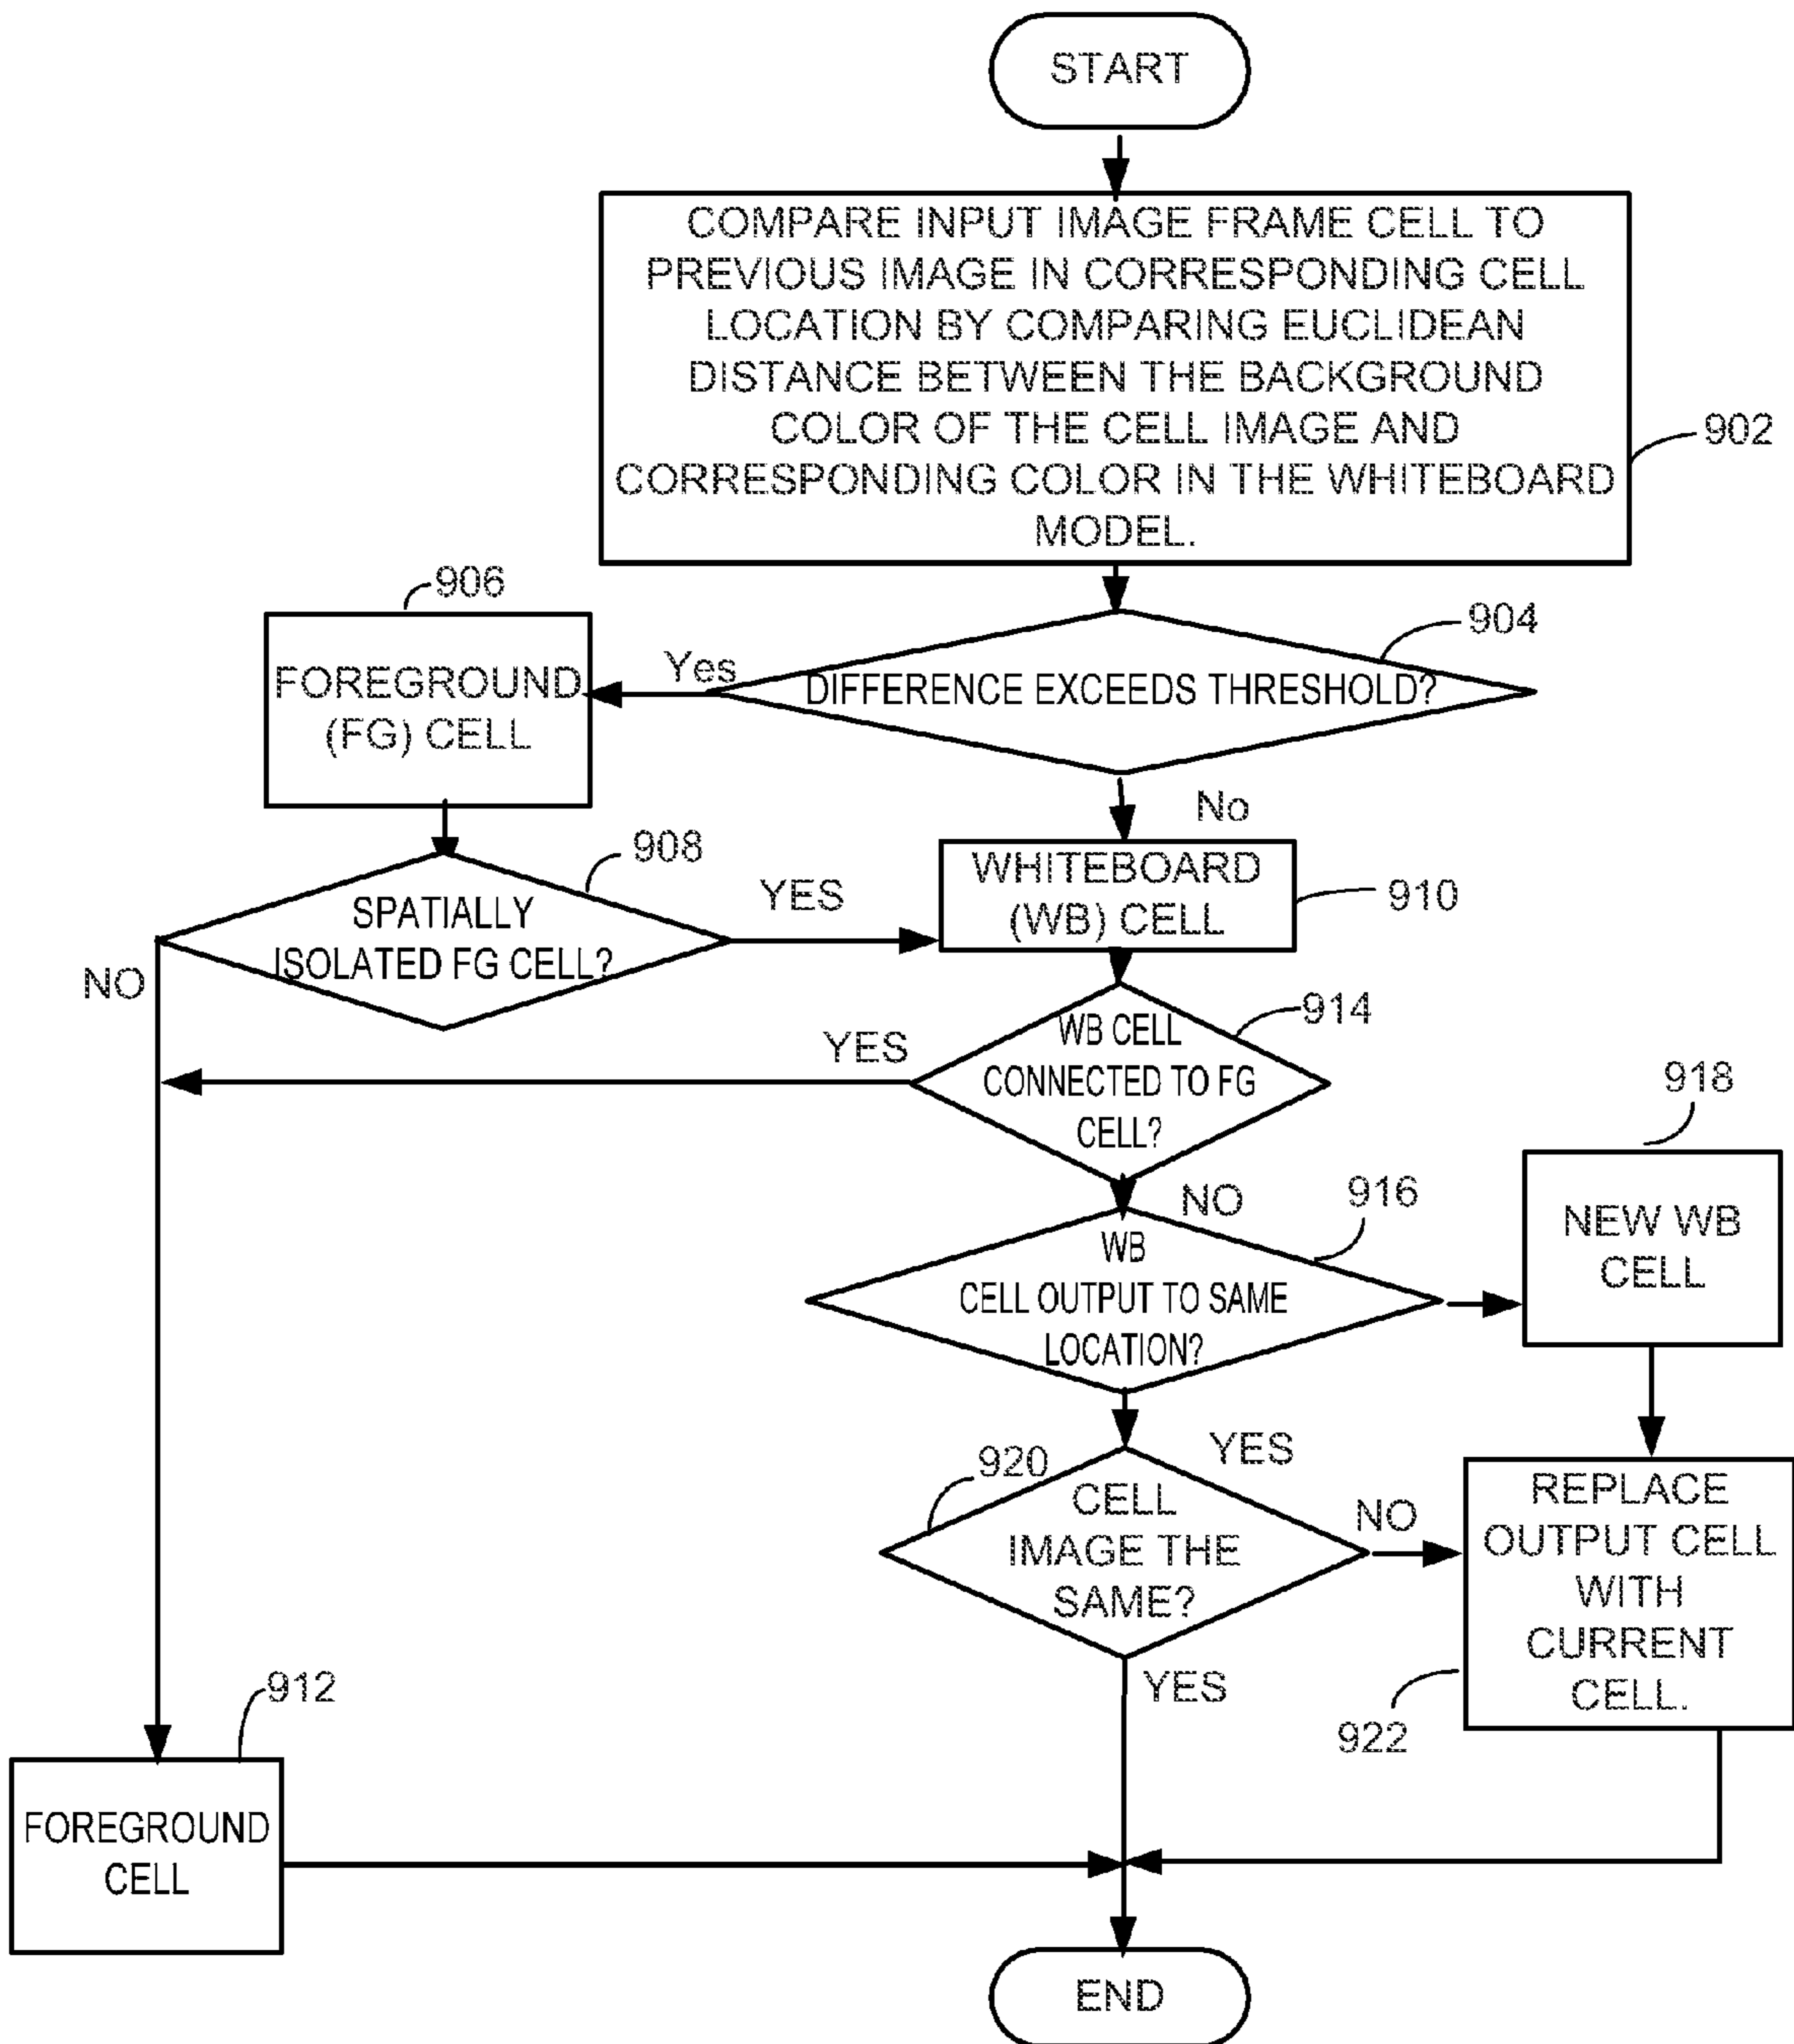 START
COMPARE INPUT IMAGE FRAME CELL TO
PREVIOUS IMAGE IN CORRESPONDING CELL
LOCATION BY COMPARING EUCLIDEAN
DISTANCE BETWEEN THE BACKGROUND
COLOR OF THE CELL IMAGE AND
CORRESPONDING COLOR IN THE WHITEBOARD
MODEL.
902
906
904
FOREGROUND
(FG) CELL
Yes
DIFFERENCE EXCEEDS THRESHOLD?
No
908
SPATIALLY
ISOLATED FG CELL?
YES
NO
WHITEBOARD
(WB) CELL
910
914
WB CELL
CONNECTED TO FG
CELL?
YES
NO
916
918
WB
CELL OUTPUT TO SAME
LOCATION?
NEW WB
CELL
YES
920
CELL
IMAGE THE
SAME?
NO
YES
REPLACE
OUTPUT CELL
WITH
CURRENT
CELL.
922
912
FOREGROUND
CELL
END